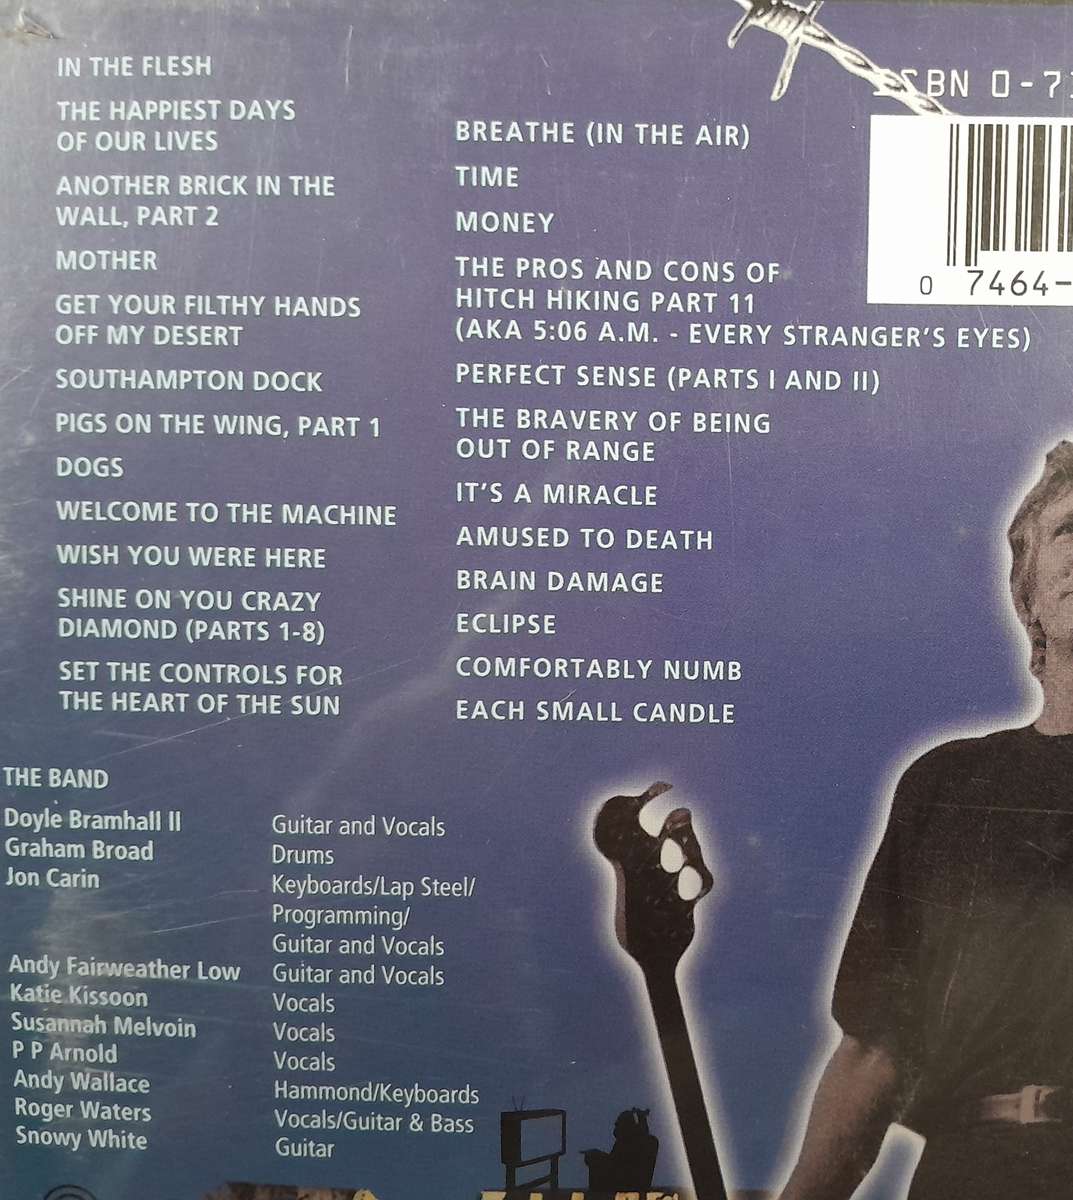 IN THE FLESH
THE HAPPIEST DAYS
OF OUR LIVES
ANOTHER BRICK IN THE
WALL, PART 2
MOTHER
GET YOUR FILTHY HANDS
OFF MY DESERT
SOUTHAMPTON DOCK
PIGS ON THE WING, PART 1
DOGS
WELCOME TO THE MACHINE
WISH YOU WERE HERE
SHINE ON YOU CRAZY
DIAMOND (PARTS 1-8)
SET THE CONTROLS FOR
THE HEART OF THE SUN
BREATHE (IN THE AIR)
TIME
MONEY
THE PROS AND CONS OF
HITCH HIKING PART 11
(AKA 5:06 A.M. - EVERY STRANGER'S EYES)
PERFECT SENSE (PARTS I AND II)
THE BRAVERY OF BEING
OUT OF RANGE
IT'S A MIRACLE
AMUSED TO DEATH
BRAIN DAMAGE
ECLIPSE
COMFORTABLY NUMB
EACH SMALL CANDLE
ISBN 0-7
0 7464-
THE BAND
Doyle Bramhall II Guitar and Vocals
Graham Broad Drums
Jon Carin Keyboards/Lap Steel/
Programming/
Guitar and Vocals
Andy Fairweather Low Guitar and Vocals
Katie Kissoon Vocals
Susannah Melvoin Vocals
P P Arnold Vocals
Andy Wallace Hammond/Keyboards
Roger Waters Vocals/Guitar & Bass
Snowy White Guitar